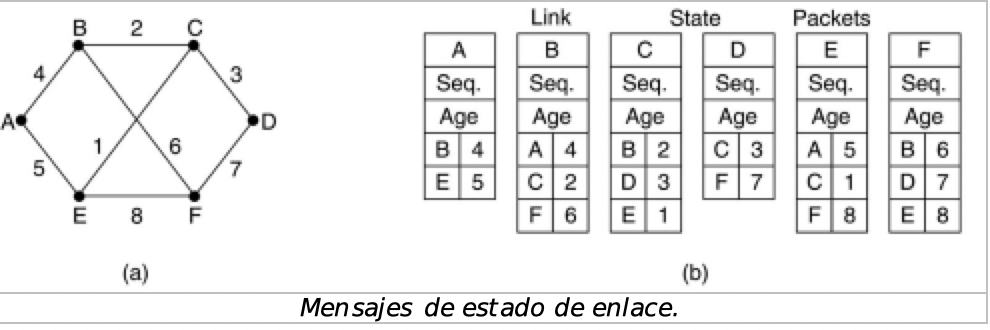 Link State Packets
B 2 C
4 3
A D
1 6
5 7
E 8 F
A B C D E F
Seq. Seq. Seq. Seq. Seq. Seq.
Age Age Age Age Age Age
B 4 A 4 B 2 C 3 A 5 B 6
E 5 C 2 D 3 F 7 C 1 D 7
F 6 E 1 F 8 E 8
(a) (b)
Mensajes de estado de enlace.